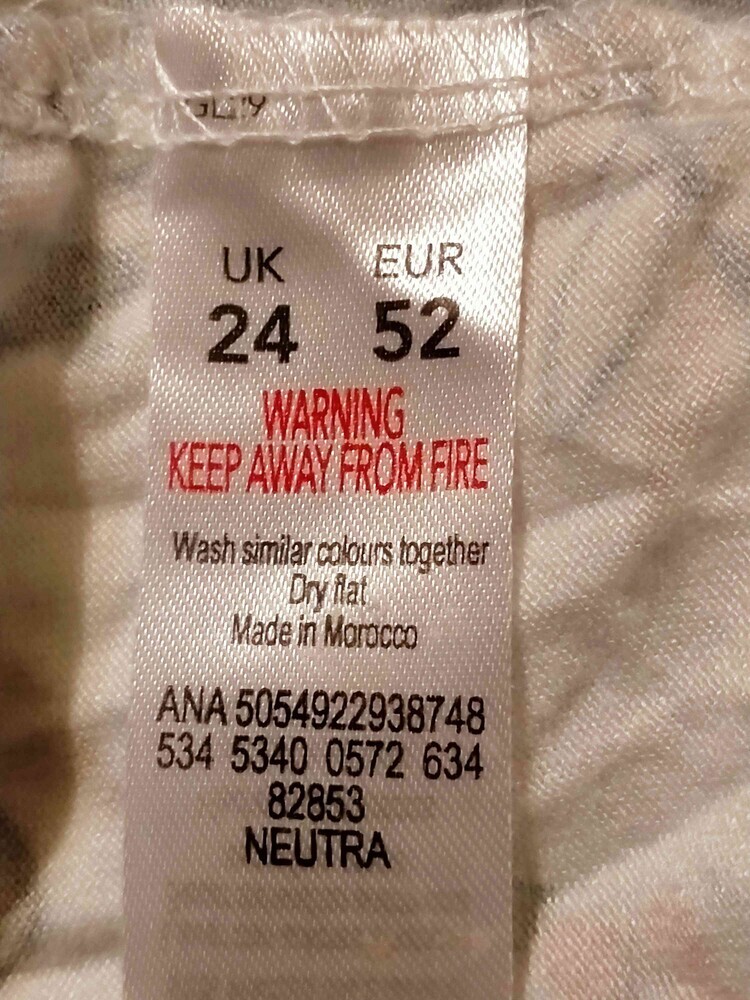 UK EUR
24 52
WARNING
KEEP AWAY FROM FIRE
Wash similar colours together
Dry flat
Made in Morocco
ANA 5054922938748
534 5340 0572 634
82853
NEUTRA